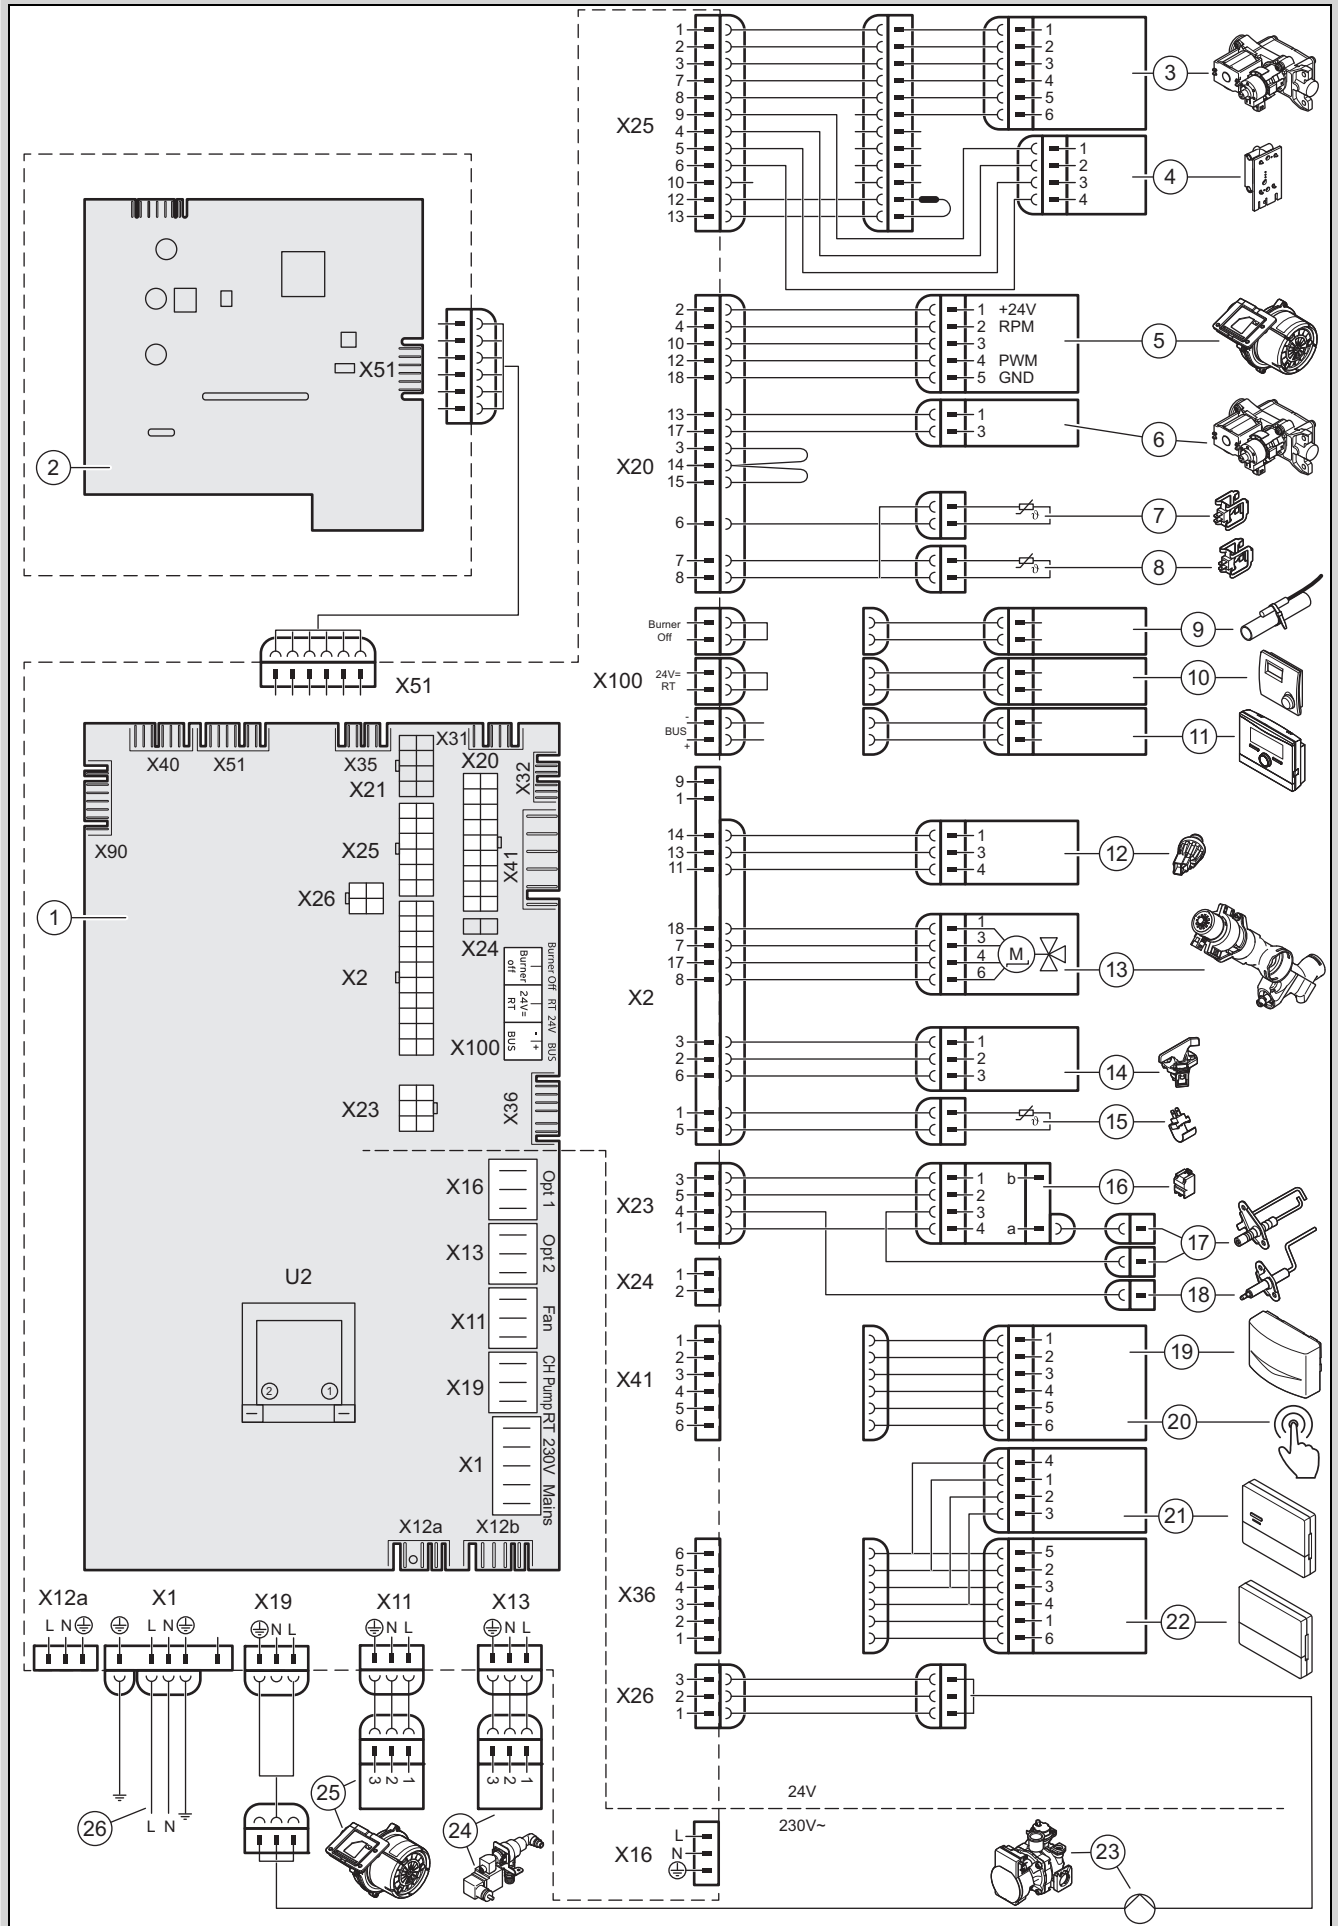 X25
1
2
3
7
8
9
4
5
6
10
12
13
1
2
3
4
5
6
3
1
2
3
4
4
X51
2
X51
X20
2
4
10
12
18
13
17
3
14
15
6
7
8
1 +24V
2 RPM
3
4 PWM
5 GND
5
1
3
6
ϑ
7
ϑ
8
X100
Burner
Off
24V=
RT
-
BUS
+
9
10
11
X40
X51
X35
X31
X21
X20
X32
X90
X25
X41
X26
1
X24
X2
Burner
off
24V=
RT
- +
BUS
Burner Off RT 24V BUS
X100
X23
X36
X16
Opt 1
X13
Opt 2
X11
Fan
X19
CH Pump
X1
RT 230V Mains
U2
2
1
X12a
X12b
X2
9
1
14
13
11
18
7
17
8
3
2
6
1
5
1
3
4
12
1
3
4
6
M
13
1
2
3
14
ϑ
15
X23
3
5
4
1
1
2
3
4
b
a
16
17
X24
1
2
18
X41
1
2
3
4
5
6
1
2
3
4
5
6
19
20
4
1
2
3
21
X36
6
5
4
3
2
1
5
2
3
4
1
6
22
X26
3
2
1
X12a
L N
X1
L N
X19
N L
X11
N L
X13
N L
3 2 1
3 2 1
26
L N
25
24
24V
230V~
X16
L
N
23